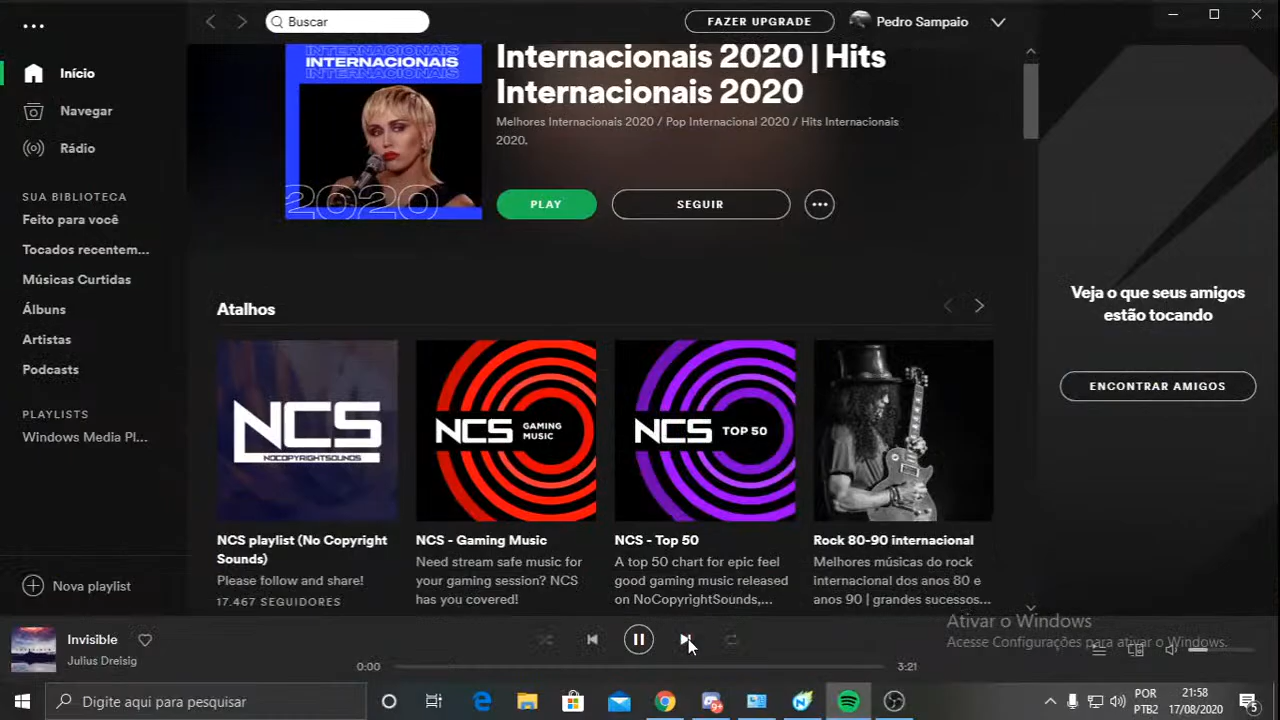 Buscar
FAZER UPGRADE
Pedro Sampaio
Início
Navegar
Rádio
SUA BIBLIOTECA
Feito para você
Tocados recentem...
Músicas Curtidas
Álbuns
Artistas
Podcasts
PLAYLISTS
Windows Media Pl...
Nova playlist
INTERNACIONAIS
INTERNACIONAIS
INTERNACIONAIS
2020
Internacionais 2020 | Hits
Internacionais 2020
Melhores Internacionais 2020 / Pop Internacional 2020 / Hits Internacionais
2020.
PLAY
SEGUIR
Atalhos
NCS
NOCOPYRIGHTSOUNDS
NCS playlist (No Copyright
Sounds)
Please follow and share!
17.467 SEGUIDORES
NCS GAMING
MUSIC
NCS - Gaming Music
Need stream safe music for
your gaming session? NCS
has you covered!
NCS TOP 50
NCS - Top 50
A top 50 chart for epic feel
good gaming music released
on NoCopyrightSounds,...
Rock 80-90 internacional
Melhores músicas do rock
internacional dos anos 80 e
anos 90 | grandes sucessos...
Veja o que seus amigos
estão tocando
ENCONTRAR AMIGOS
Ativar o Windows
Acesse Configurações para ativar o Windows.
Invisible
Julius Dreisig
0:00
3:21
Digite aqui para pesquisar
POR
PTB2
21:58
17/08/2020
5